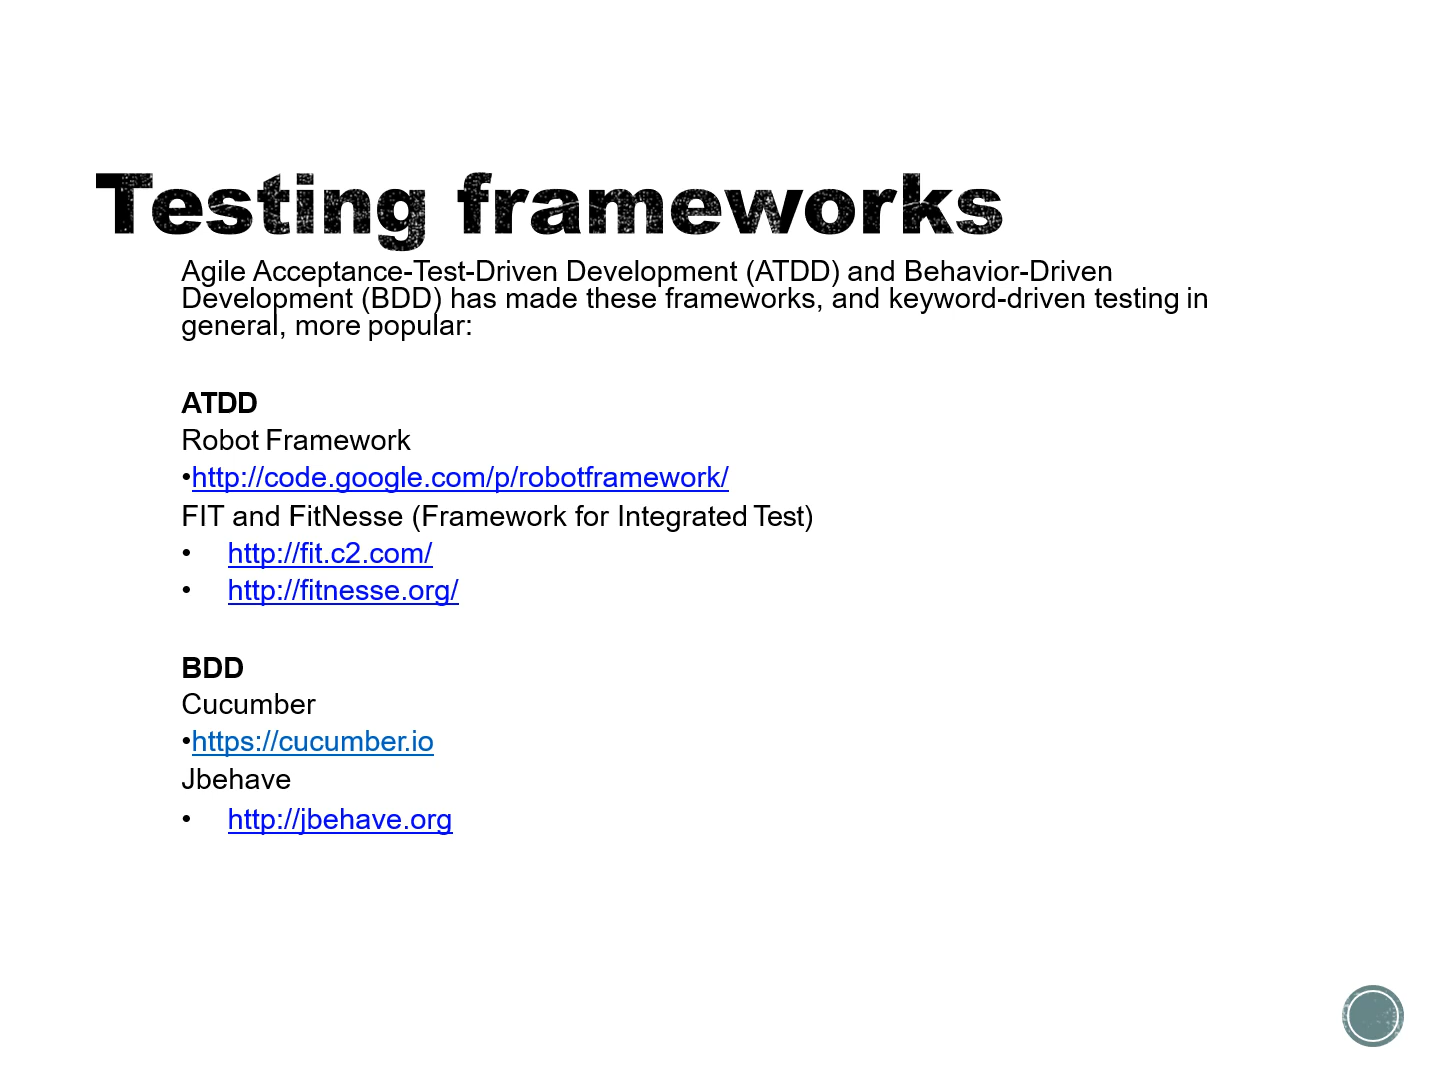 Testing frameworks
Agile Acceptance-Test-Driven Development (ATDD) and Behavior-Driven
Development (BDD) has made these frameworks, and keyword-driven testing in
general, more popular:
ATDD
Robot Framework
•http://code.google.com/p/robotframework/
FIT and FitNesse (Framework for Integrated Test)
• http://fit.c2.com/
• http://fitnesse.org/
BDD
Cucumber
•https://cucumber.io
Jbehave
• http://jbehave.org